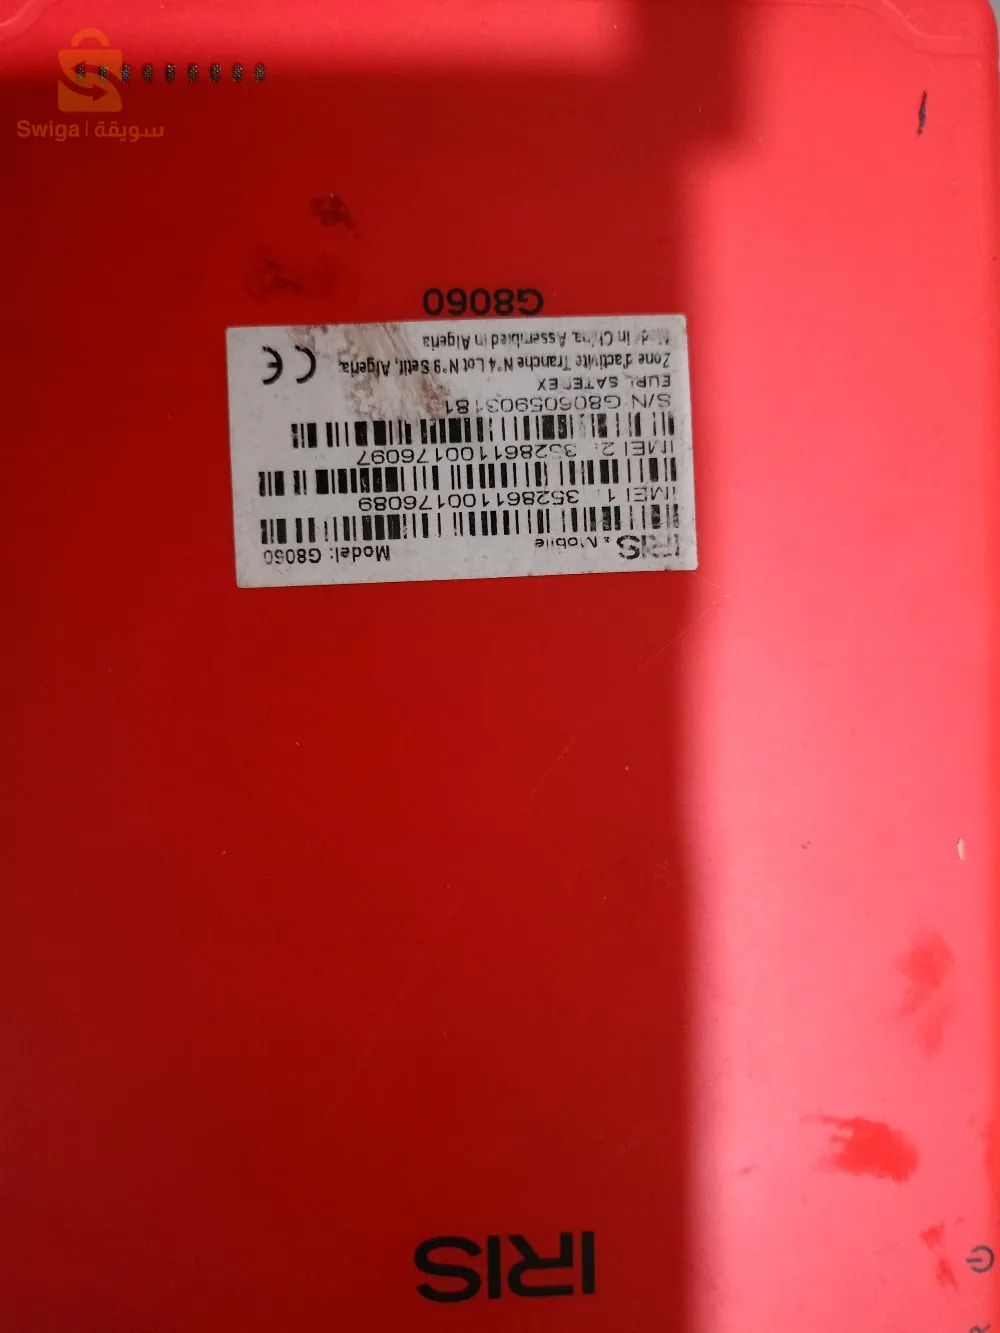 Swiga | سويقة
IRIS
G8060
IRIS & Mobile Model: G8060
IMEI 1: 352861100176089
IMEI 2: 352861100176097
S/N: G80605903181
EURL SATEREX
Zone d'activité Tranche N°4 Lot N°9 Setif, Algeria.
Made in China, Assembled in Algeria
CE